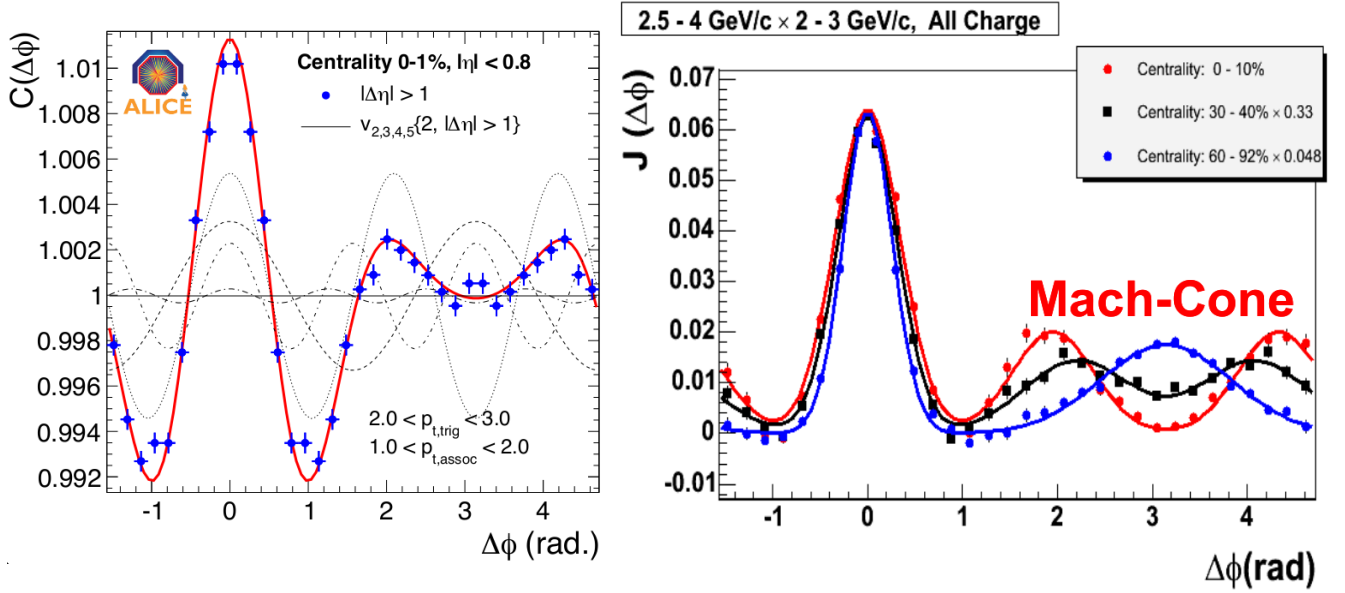 C(Δϕ)
1.01
1.008
1.006
1.004
1.002
1
0.998
0.996
0.994
0.992
ALICE
Centrality 0-1%, |η| < 0.8
|Δη| > 1
v2,3,4,5{2, |Δη| > 1}
2.0 < pt,trig < 3.0
1.0 < pt,assoc < 2.0
-1 0 1 2 3 4
Δϕ (rad.)
2.5 - 4 GeV/c × 2 - 3 GeV/c, All Charge
Centrality: 0 - 10%
Centrality: 30 - 40% × 0.33
Centrality: 60 - 92% × 0.048
J (Δϕ)
0.07
0.06
0.05
0.04
0.03
0.02
0.01
0
-0.01
Mach-Cone
-1 0 1 2 3 4
Δϕ(rad)